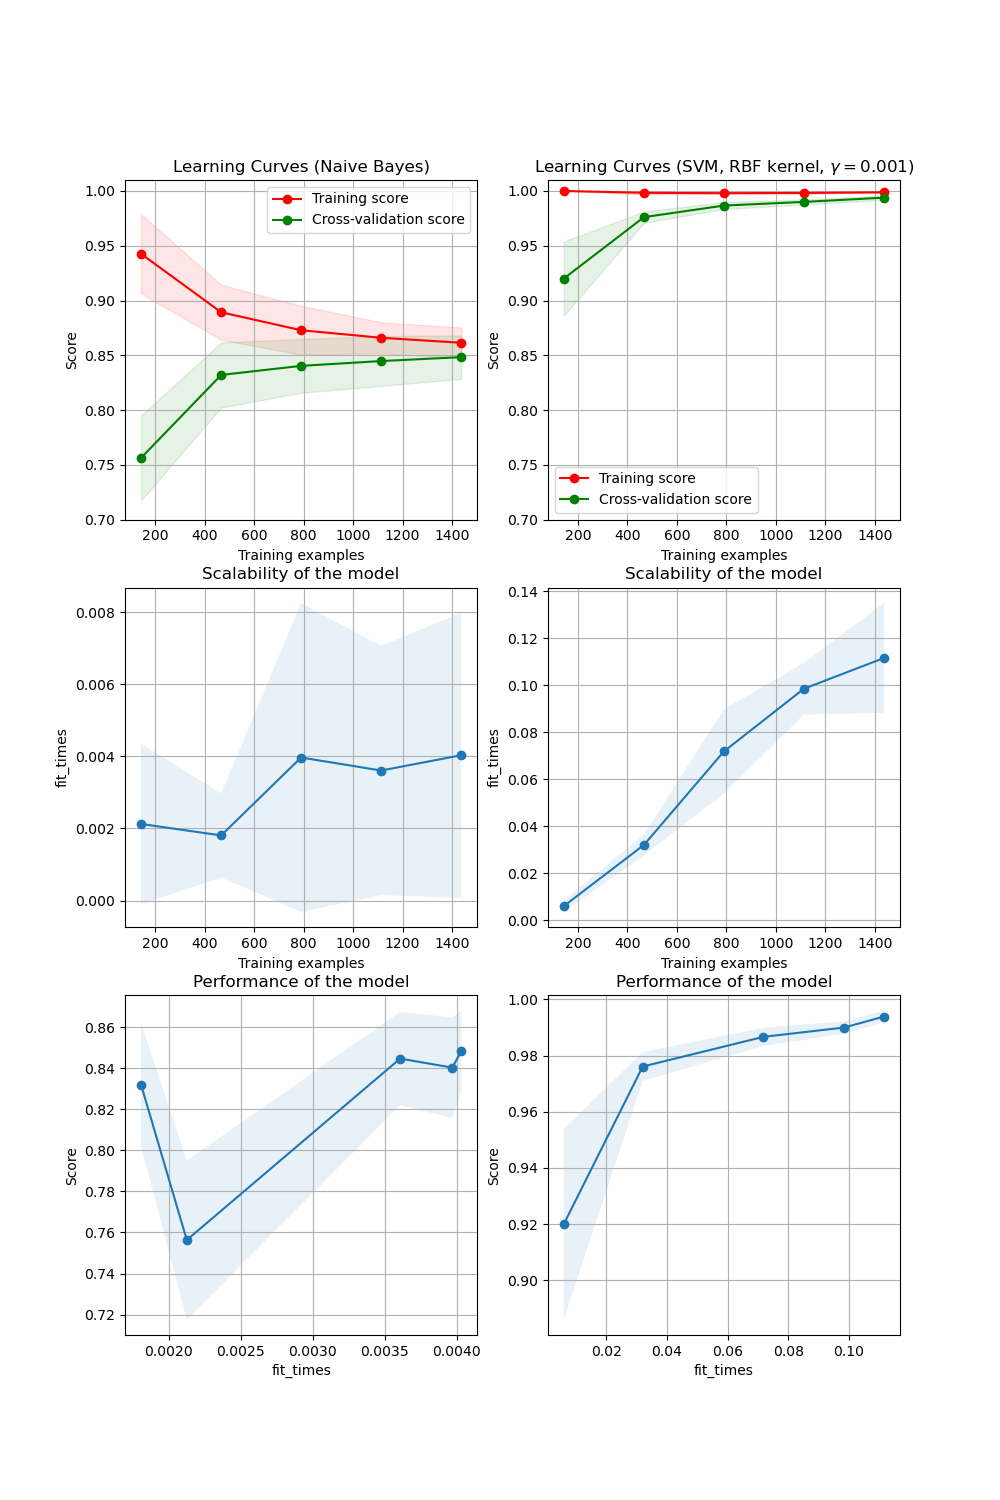 Learning Curves (Naive Bayes)
Learning Curves (SVM, RBF kernel, γ = 0.001)
Score
1.00
0.95
0.90
0.85
0.80
0.75
0.70
Training score
Cross-validation score
200 400 600 800 1000 1200 1400
Training examples
Score
1.00
0.95
0.90
0.85
0.80
0.75
0.70
Training score
Cross-validation score
200 400 600 800 1000 1200 1400
Training examples
Scalability of the model
fit_times
0.008
0.006
0.004
0.002
0.000
200 400 600 800 1000 1200 1400
Training examples
Scalability of the model
fit_times
0.14
0.12
0.10
0.08
0.06
0.04
0.02
0.00
200 400 600 800 1000 1200 1400
Training examples
Performance of the model
Score
0.86
0.84
0.82
0.80
0.78
0.76
0.74
0.72
0.0020 0.0025 0.0030 0.0035 0.0040
fit_times
Performance of the model
Score
1.00
0.98
0.96
0.94
0.92
0.90
0.02 0.04 0.06 0.08 0.10
fit_times